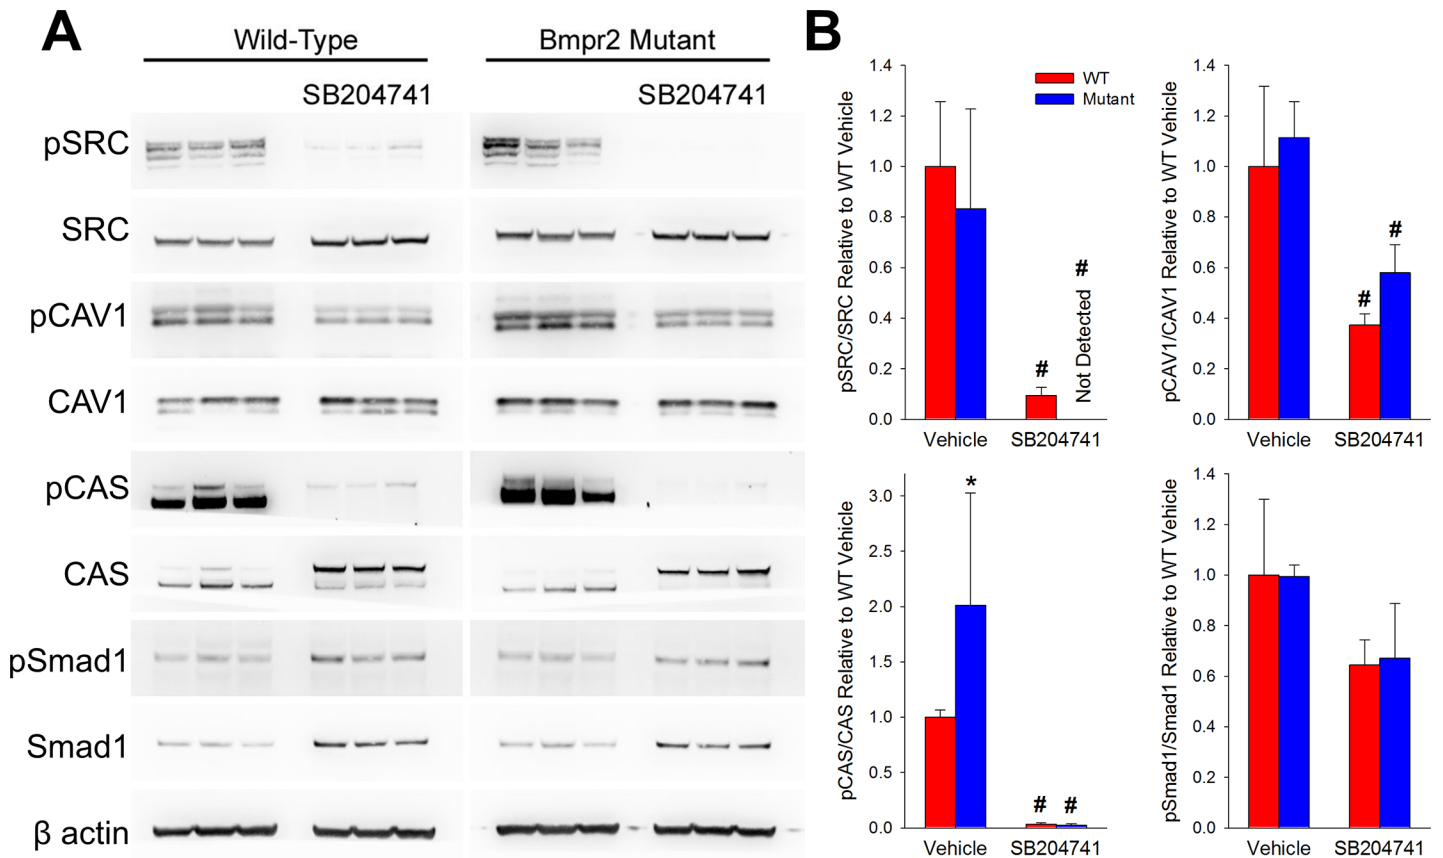 A
Wild-Type
Bmpr2 Mutant
SB204741
SB204741
pSRC
SRC
pCAV1
CAV1
pCAS
CAS
pSmad1
Smad1
β actin
B
pSRC/SRC Relative to WT Vehicle
1.4
1.2
1.0
0.8
0.6
0.4
0.2
0.0
WT
Mutant
#
#
Not Detected
Vehicle
SB204741
pCAV1/CAV1 Relative to WT Vehicle
1.4
1.2
1.0
0.8
0.6
0.4
0.2
0.0
#
#
Vehicle
SB204741
pCAS/CAS Relative to WT Vehicle
3.0
2.5
2.0
1.5
1.0
0.5
0.0
*
# #
Vehicle
SB204741
pSmad1/Smad1 Relative to WT Vehicle
1.4
1.2
1.0
0.8
0.6
0.4
0.2
0.0
Vehicle
SB204741